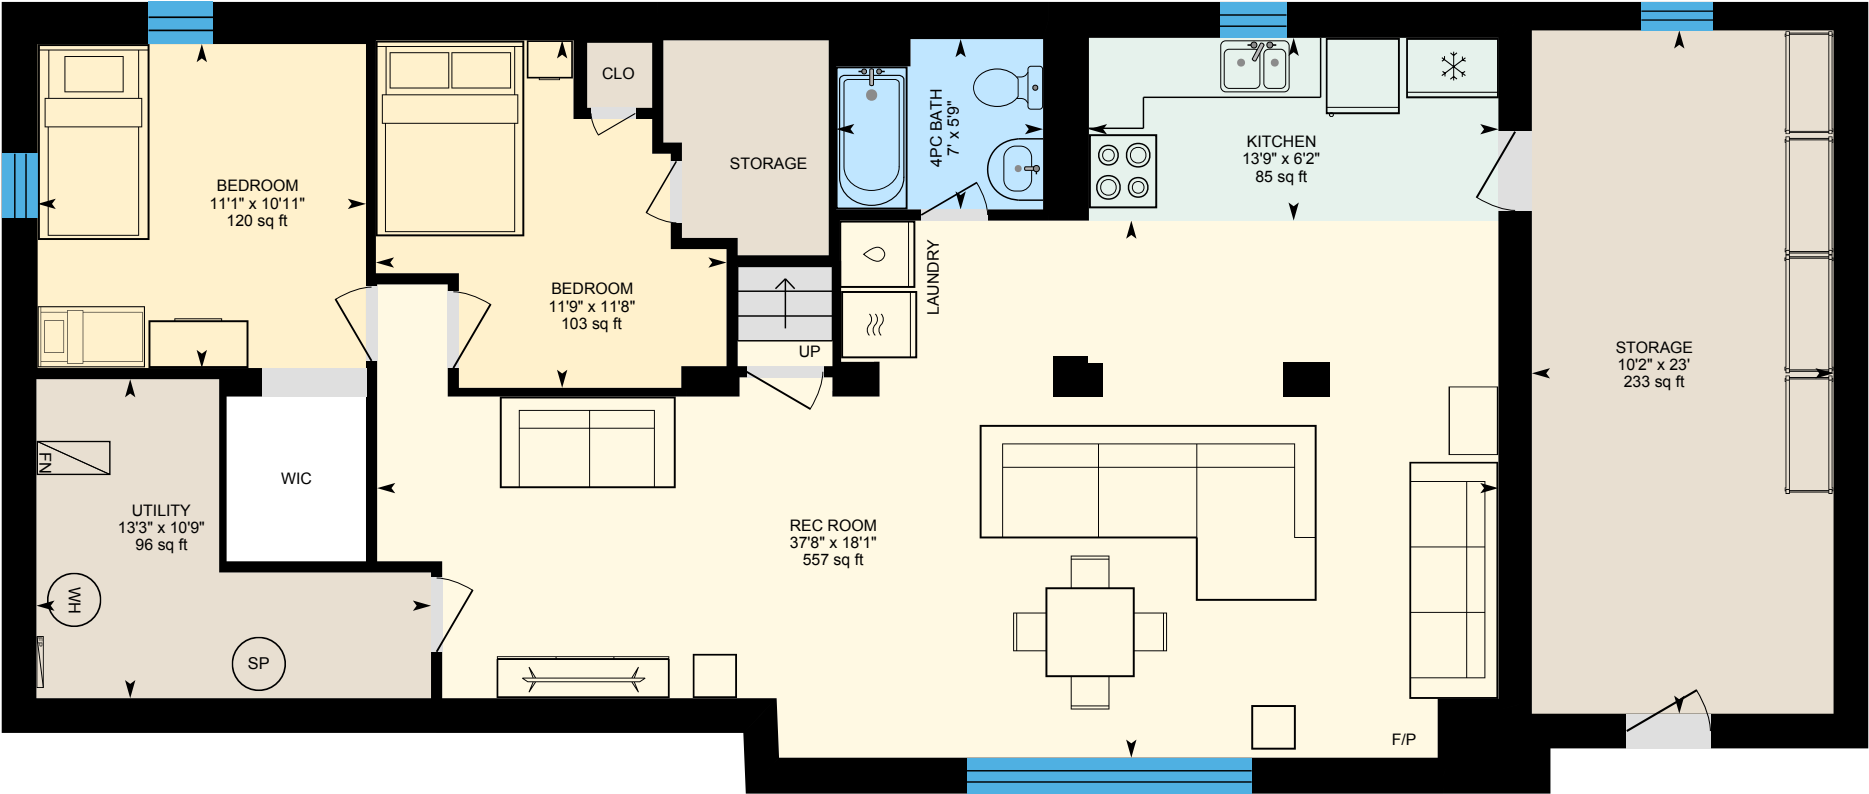 CLO
STORAGE
4PC BATH
7' x 5'9"
KITCHEN
13'9" x 6'2"
85 sq ft
BEDROOM
11'1" x 10'11"
120 sq ft
BEDROOM
11'9" x 11'8"
103 sq ft
LAUNDRY
UP
STORAGE
10'2" x 23'
233 sq ft
FN
WIC
UTILITY
13'3" x 10'9"
96 sq ft
REC ROOM
37'8" x 18'1"
557 sq ft
WH
SP
F/P